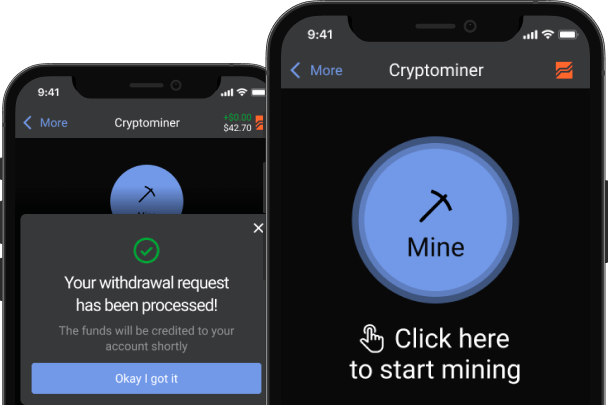 9:41
More
Cryptominer
+$0.00
$42.70
Your withdrawal request
has been processed!
The funds will be credited to your
account shortly
Okay I got it
9:41
More
Cryptominer
Mine
Click here
to start mining